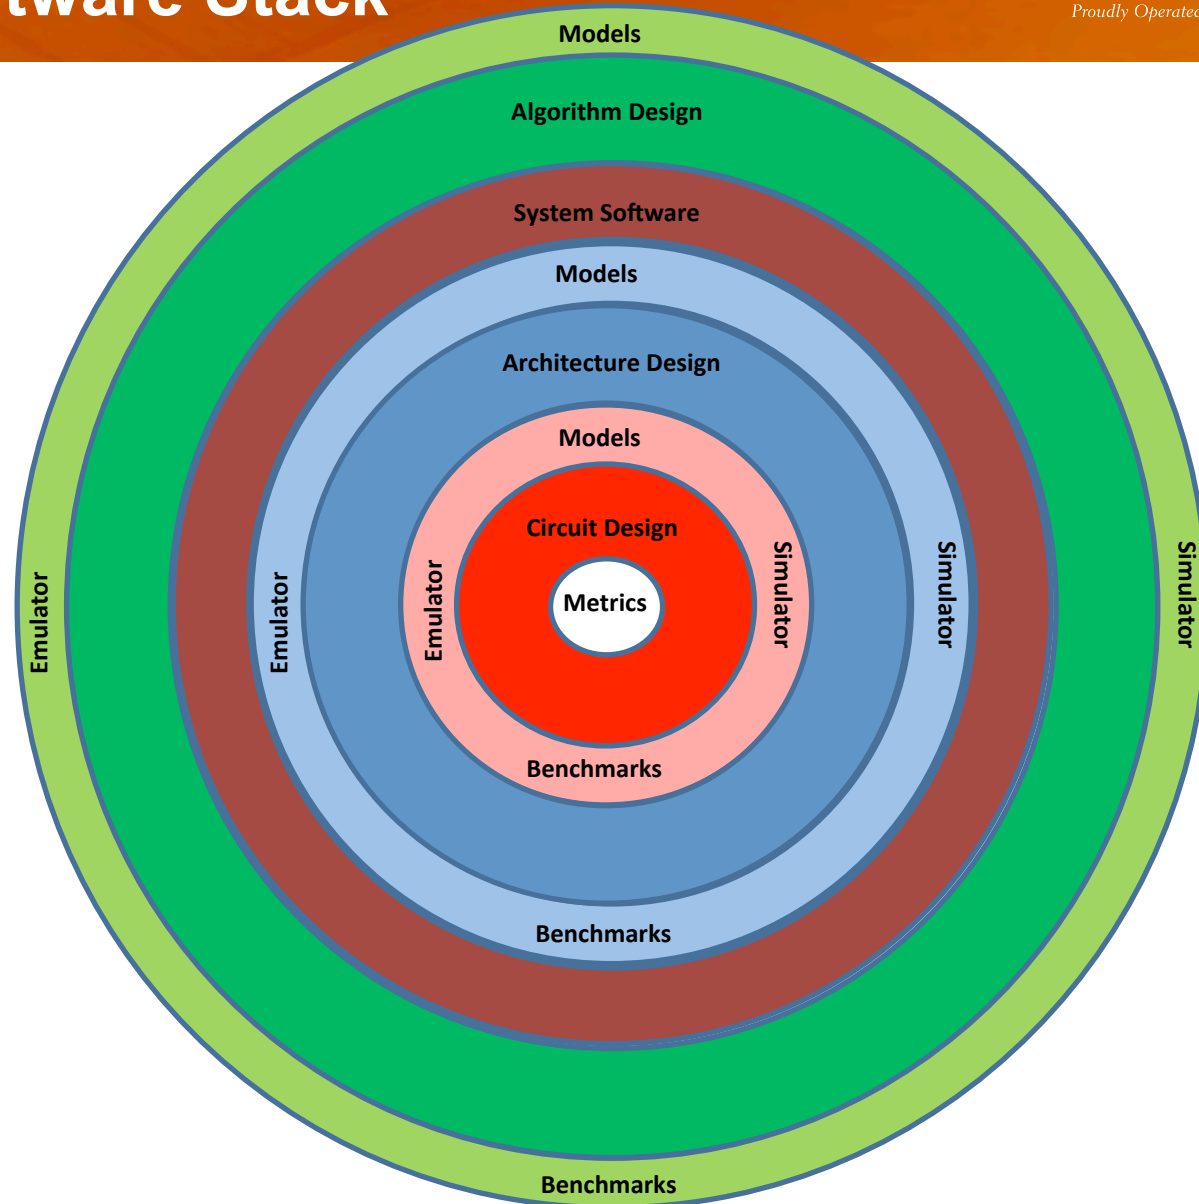 tware Stack
Proudly Operated
Models
Algorithm Design
System Software
Models
Architecture Design
Models
Circuit Design
Metrics
Emulator
Emulator
Emulator
Simulator
Simulator
Simulator
Benchmarks
Benchmarks
Benchmarks